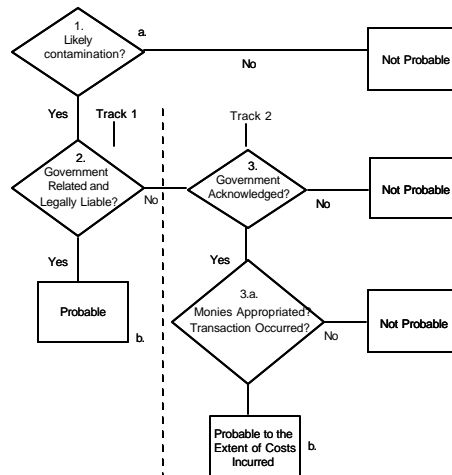 1.
Likely
contamination?
a.
No
Not Probable
Yes
Track 1
Track 2
2.
Government
Related and
Legally Liable?
No
3.
Government
Acknowledged?
No
Not Probable
Yes
Probable
b.
Yes
3.a.
Monies Appropriated?
Transaction Occurred?
No
Not Probable
Probable to the
Extent of Costs
Incurred
b.